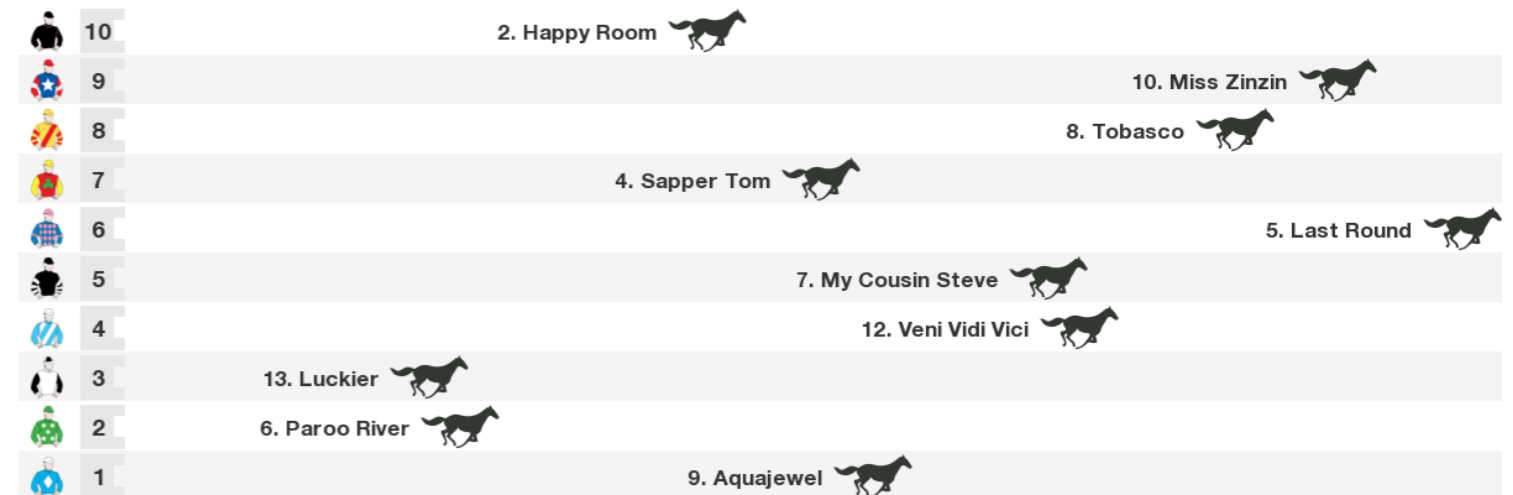 10 2. Happy Room
9 10. Miss Zinzin
8 8. Tobasco
7 4. Sapper Tom
6 5. Last Round
5 7. My Cousin Steve
4 12. Veni Vidi Vici
3 13. Luckier
2 6. Paroo River
1 9. Aquajewel